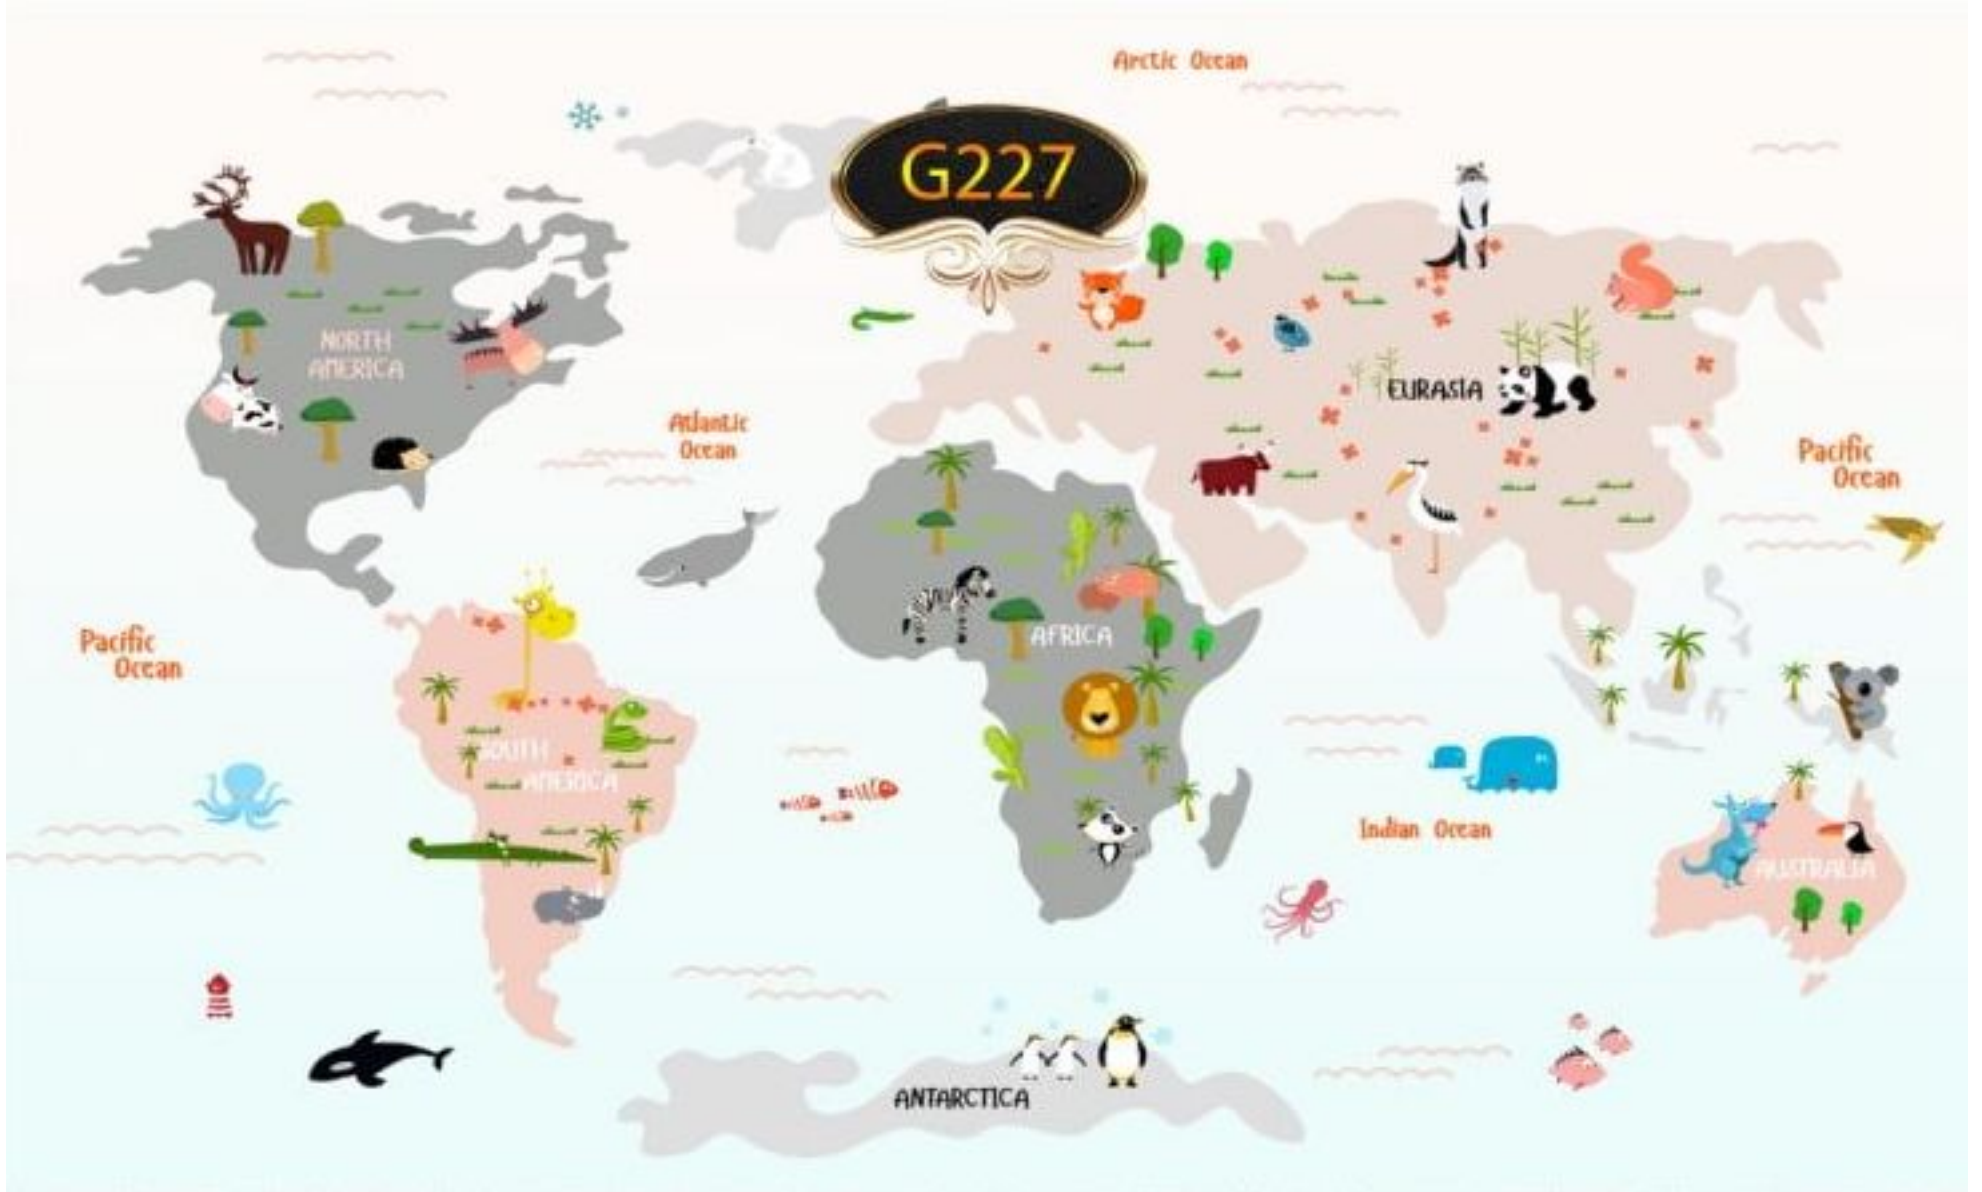 Arctic Ocean
G227
NORTH
AMERICA
EURASIA
Atlantic
Ocean
Pacific
Ocean
AFRICA
Pacific
Ocean
SOUTH
AMERICA
Indian Ocean
AUSTRALIA
ANTARCTICA